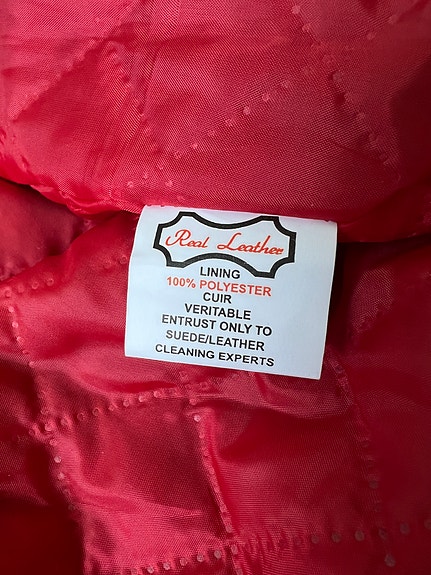 Real Leather
LINING
100% POLYESTER
CUIR
VERITABLE
ENTRUST ONLY TO
SUEDE/LEATHER
CLEANING EXPERTS